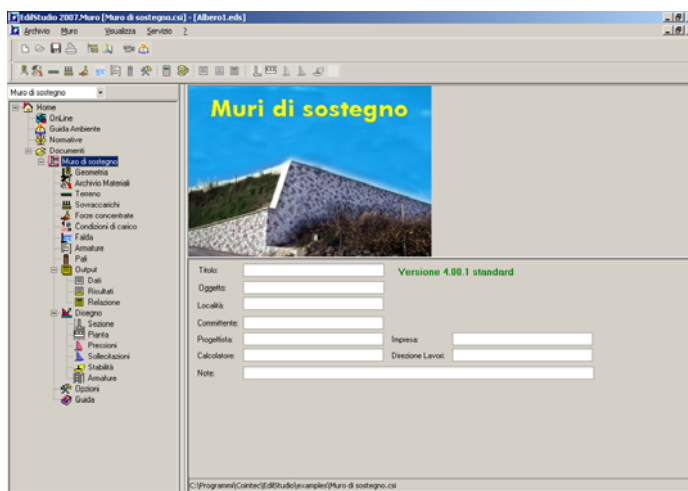 EdilStudio 2007.Muro [Muro di sostegno.csi] - [Albero1.eds]
Archivio Muro Visualizza Servizio ?
Muro di sostegno
Home
OnLine
Guida Ambiente
Normative
Documenti
Muro di sostegno
Geometria
Archivio Materiali
Terreno
Sovraccarichi
Forze concentrate
Condizioni di carico
Falda
Armature
Pali
Output
Dati
Risultati
Relazione
Disegno
Sezione
Pianta
Pressioni
Sollecitazioni
Stabilità
Armature
Opzioni
Guida
Muri di sostegno
Titolo:
Versione 4.00.1 standard
Oggetto:
Località:
Committente:
Progettista:
Impresa:
Calcolatore:
Direzione Lavori:
Note:
C:\Programmi\Cointec\EdilStudio\examples\Muro di sostegno.csi